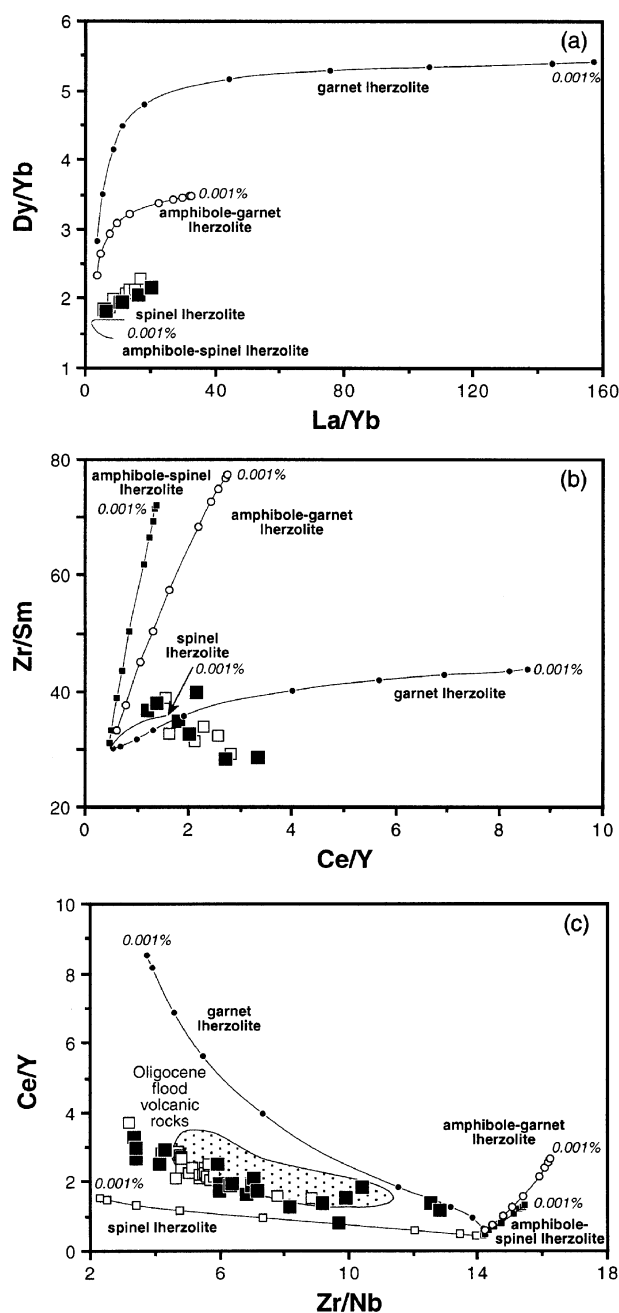 (a)
6
5
4
3
2
1
Dy/Yb
0.001%
garnet lherzolite
0.001%
amphibole-garnet
lherzolite
spinel lherzolite
0.001%
amphibole-spinel lherzolite
0
40
80
120
160
La/Yb
(b)
80
60
40
20
Zr/Sm
amphibole-spinel
lherzolite
0.001%
0.001%
amphibole-garnet
lherzolite
spinel
lherzolite
0.001%
garnet lherzolite
0.001%
0
2
4
6
8
10
Ce/Y
(c)
10
8
6
4
2
0
Ce/Y
0.001%
garnet
lherzolite
Oligocene
flood
volcanic
rocks
amphibole-garnet
lherzolite
0.001%
0.001%
spinel lherzolite
0.001%
amphibole-
spinel lherzolite
2
6
10
14
18
Zr/Nb